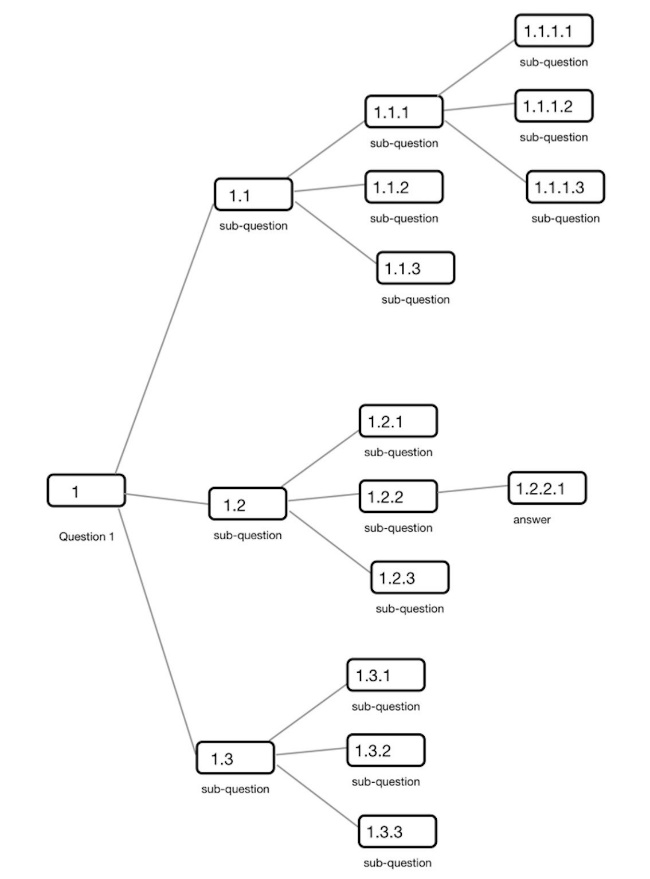 1.1.1.1
sub-question
1.1.1
sub-question
1.1.1.2
sub-question
1.1
sub-question
1.1.2
sub-question
1.1.1.3
sub-question
1.1.3
sub-question
1.2.1
sub-question
1
Question 1
1.2
sub-question
1.2.2
sub-question
1.2.2.1
answer
1.2.3
sub-question
1.3.1
sub-question
1.3
sub-question
1.3.2
sub-question
1.3.3
sub-question